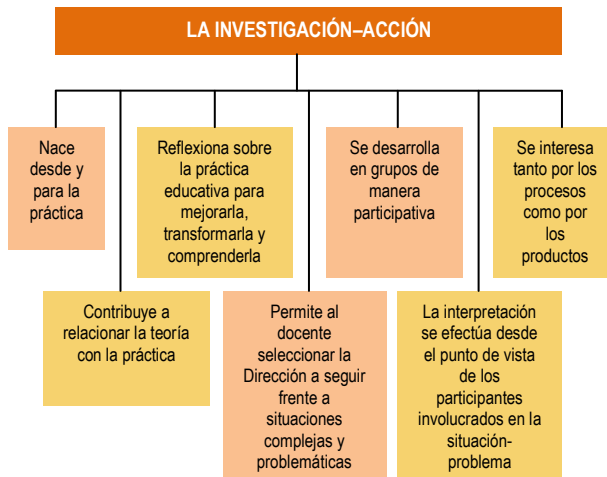 LA INVESTIGACIÓN–ACCIÓN
Nace
desde y
para la
práctica
Reflexiona sobre
la práctica
educativa para
mejorarla,
transformarla y
comprenderla
Se desarrolla
en grupos de
manera
participativa
Se interesa
tanto por los
procesos
como por
los
productos
Contribuye a
relacionar la teoría
con la práctica
Permite al
docente
seleccionar la
Dirección a seguir
frente a
situaciones
complejas y
problemáticas
La interpretación
se efectúa desde
el punto de vista
de los
participantes
involucrados en la
situación-
problema